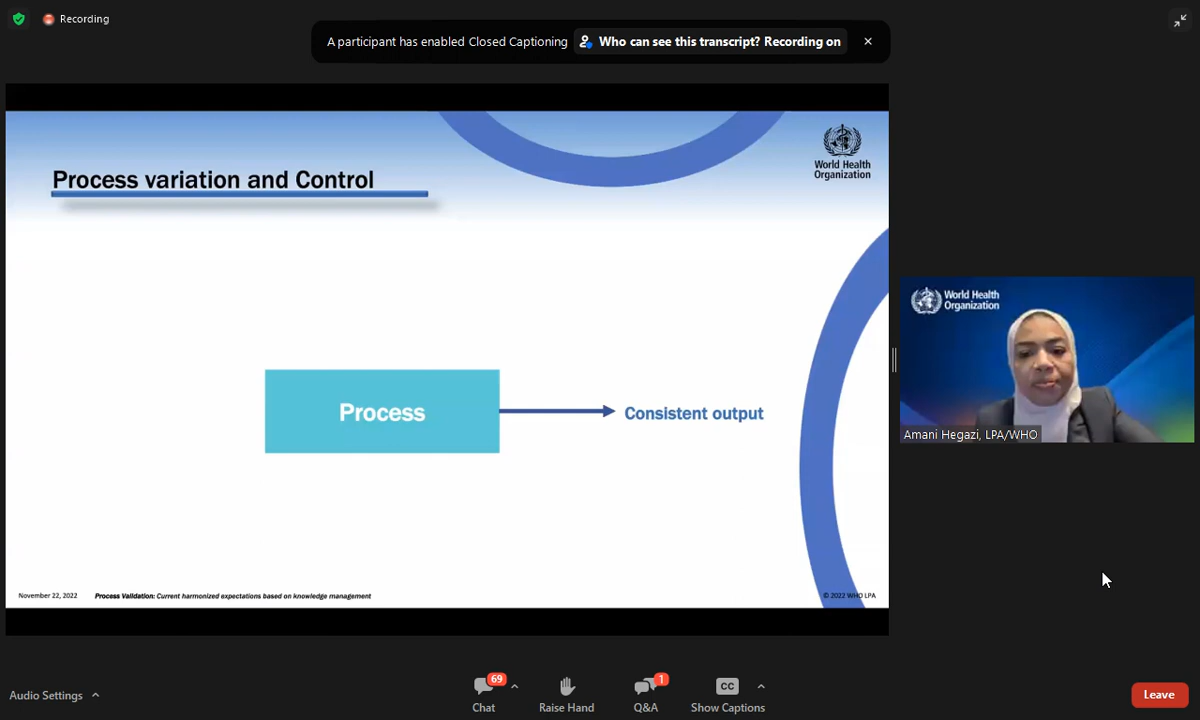 Recording
A participant has enabled Closed Captioning
Who can see this transcript? Recording on
Process variation and Control
World Health
Organization
Process
Consistent output
November 22, 2022
Process Validation: Current harmonized expectations based on knowledge management
© 2022 WHO LPA
World Health
Organization
Amani Hegazi, LPA/WHO
Audio Settings
69
Chat
Raise Hand
1
Q&A
CC
Show Captions
Leave